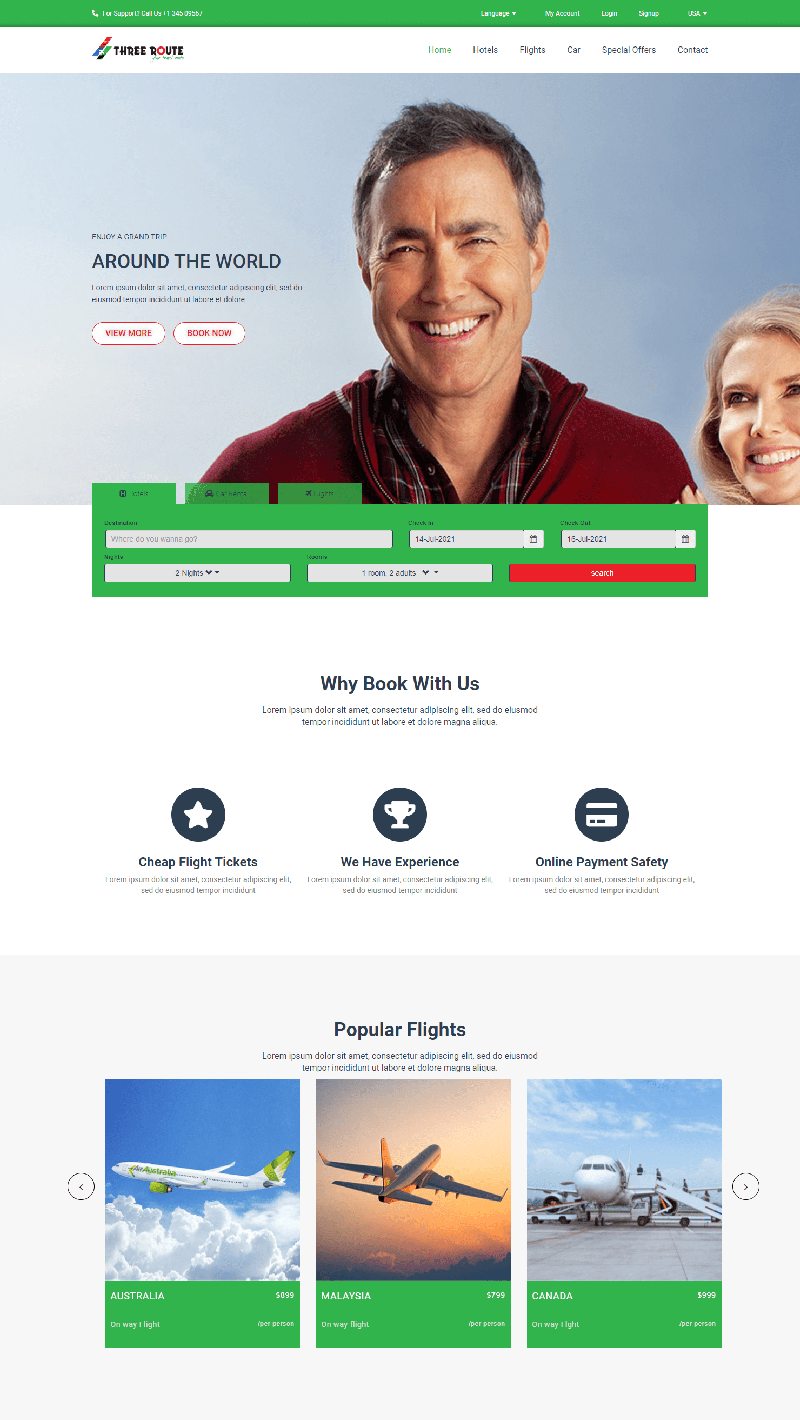 For Support? Call Us +1 345 09567
Language
My Account
Login
Signup
USA
THREE ROUTE
Home
Hotels
Flights
Car
Special Offers
Contact
ENJOY A GRAND TRIP
AROUND THE WORLD
Lorem ipsum dolor sit amet, consectetur adipiscing elit, sed do
eiusmod tempor incididunt ut labore et dolore
VIEW MORE
BOOK NOW
Hotels
Car Rental
Flights
Destination
Check In
Check Out
Where do you wanna go?
14-Jul-2021
16-Jul-2021
Nights
Rooms
2 Nights
1 room, 2 adults
search
Why Book With Us
Lorem ipsum dolor sit amet, consectetur adipiscing elit, sed do eiusmod
tempor incididunt ut labore et dolore magna aliqua.
Cheap Flight Tickets
Lorem ipsum dolor sit amet, consectetur adipiscing elit,
sed do eiusmod tempor incididunt
We Have Experience
Lorem ipsum dolor sit amet, consectetur adipiscing elit,
sed do eiusmod tempor incididunt
Online Payment Safety
Lorem ipsum dolor sit amet, consectetur adipiscing elit,
sed do eiusmod tempor incididunt
Popular Flights
Lorem ipsum dolor sit amet, consectetur adipiscing elit, sed do eiusmod
tempor incididunt ut labore et dolore magna aliqua.
Air Australia
AUSTRALIA
$899
On way Flight
/per person
MALAYSIA
$799
On way flight
/per person
CANADA
$999
On way Flight
/per person